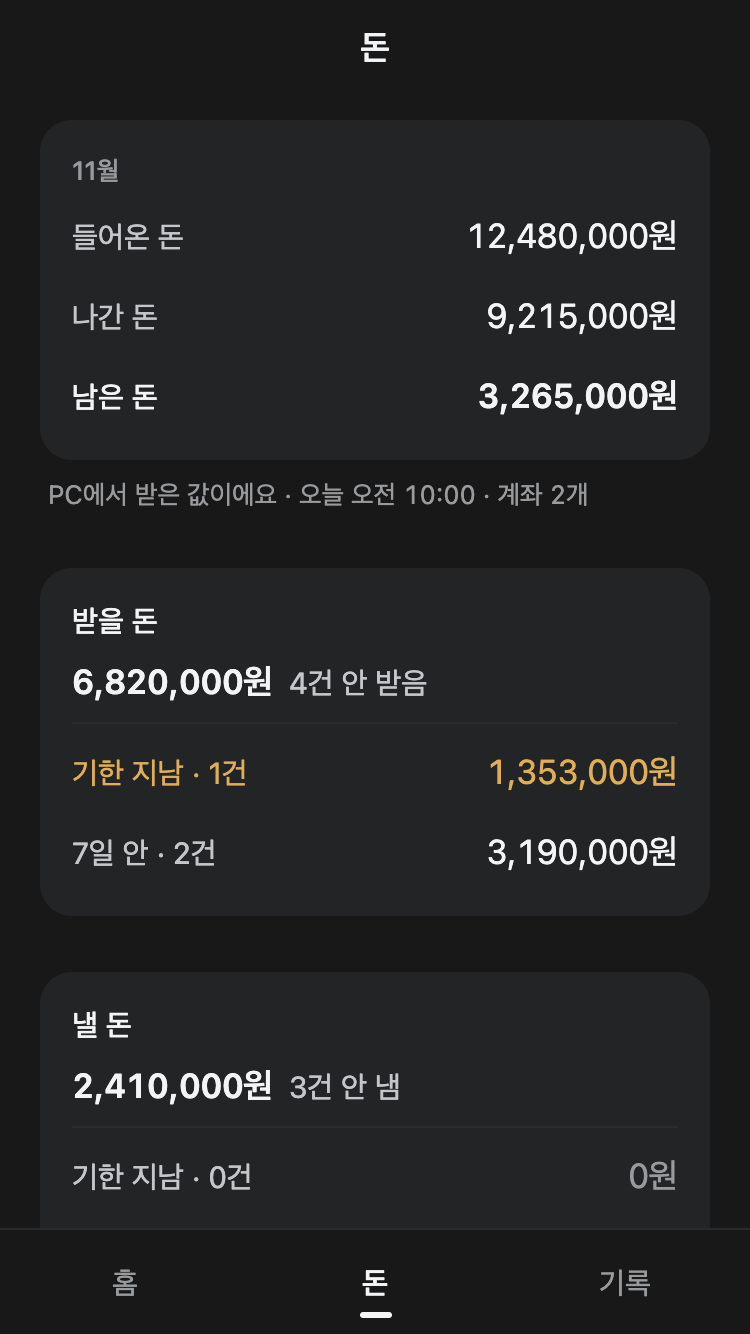 돈
11월
들어온 돈 12,480,000원
나간 돈 9,215,000원
남은 돈 3,265,000원
PC에서 받은 값이에요 · 오늘 오전 10:00 · 계좌 2개
받을 돈
6,820,000원 4건 안 받음
기한 지남 · 1건 1,353,000원
7일 안 · 2건 3,190,000원
낼 돈
2,410,000원 3건 안 냄
기한 지남 · 0건 0원
홈 돈 기록